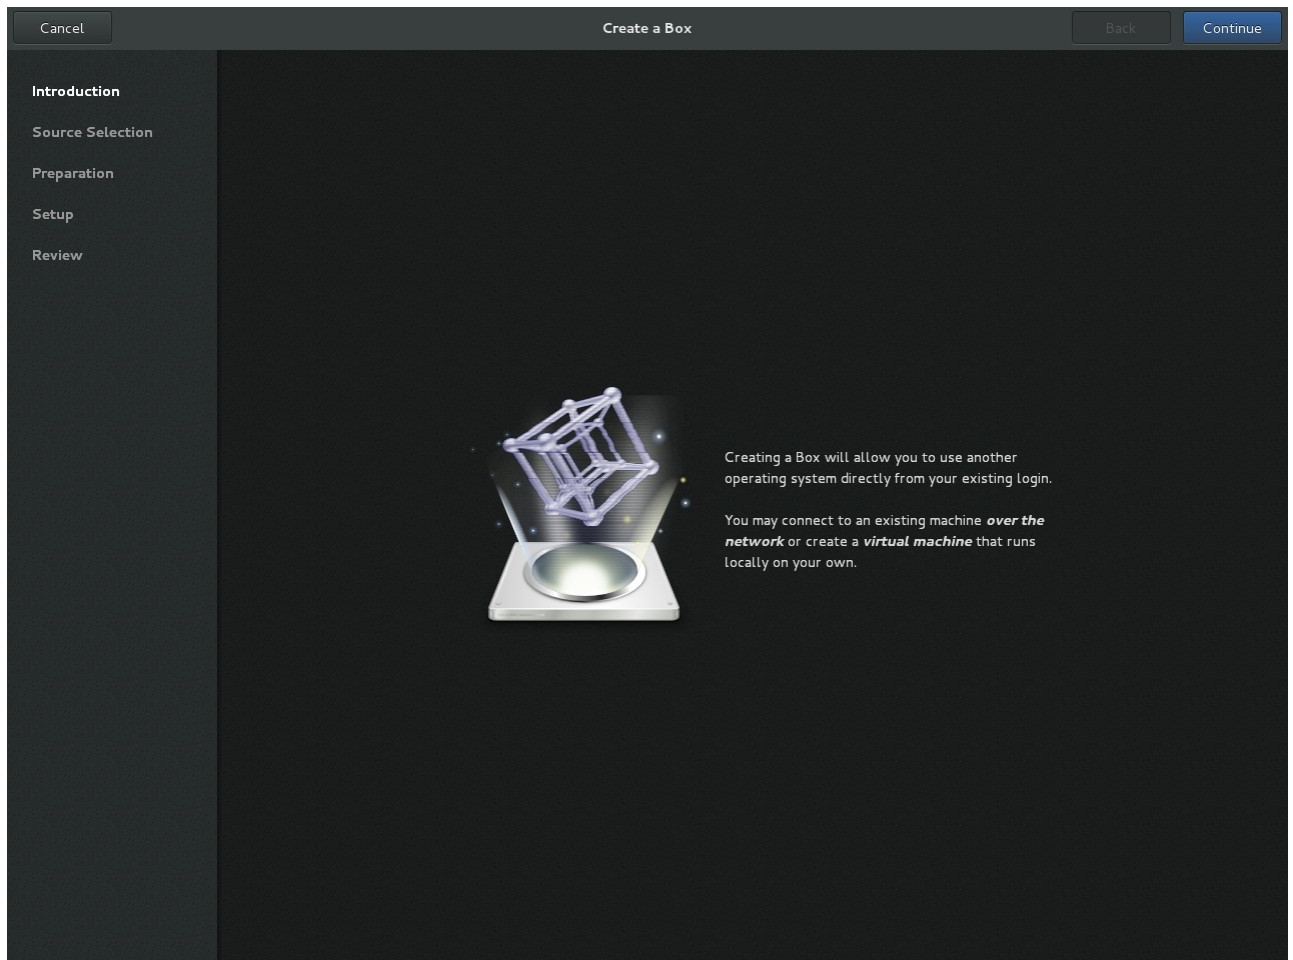 Cancel
Create a Box
Back
Continue
Introduction
Source Selection
Preparation
Setup
Review
Creating a Box will allow you to use another
operating system directly from your existing login.
You may connect to an existing machine over the
network or create a virtual machine that runs
locally on your own.